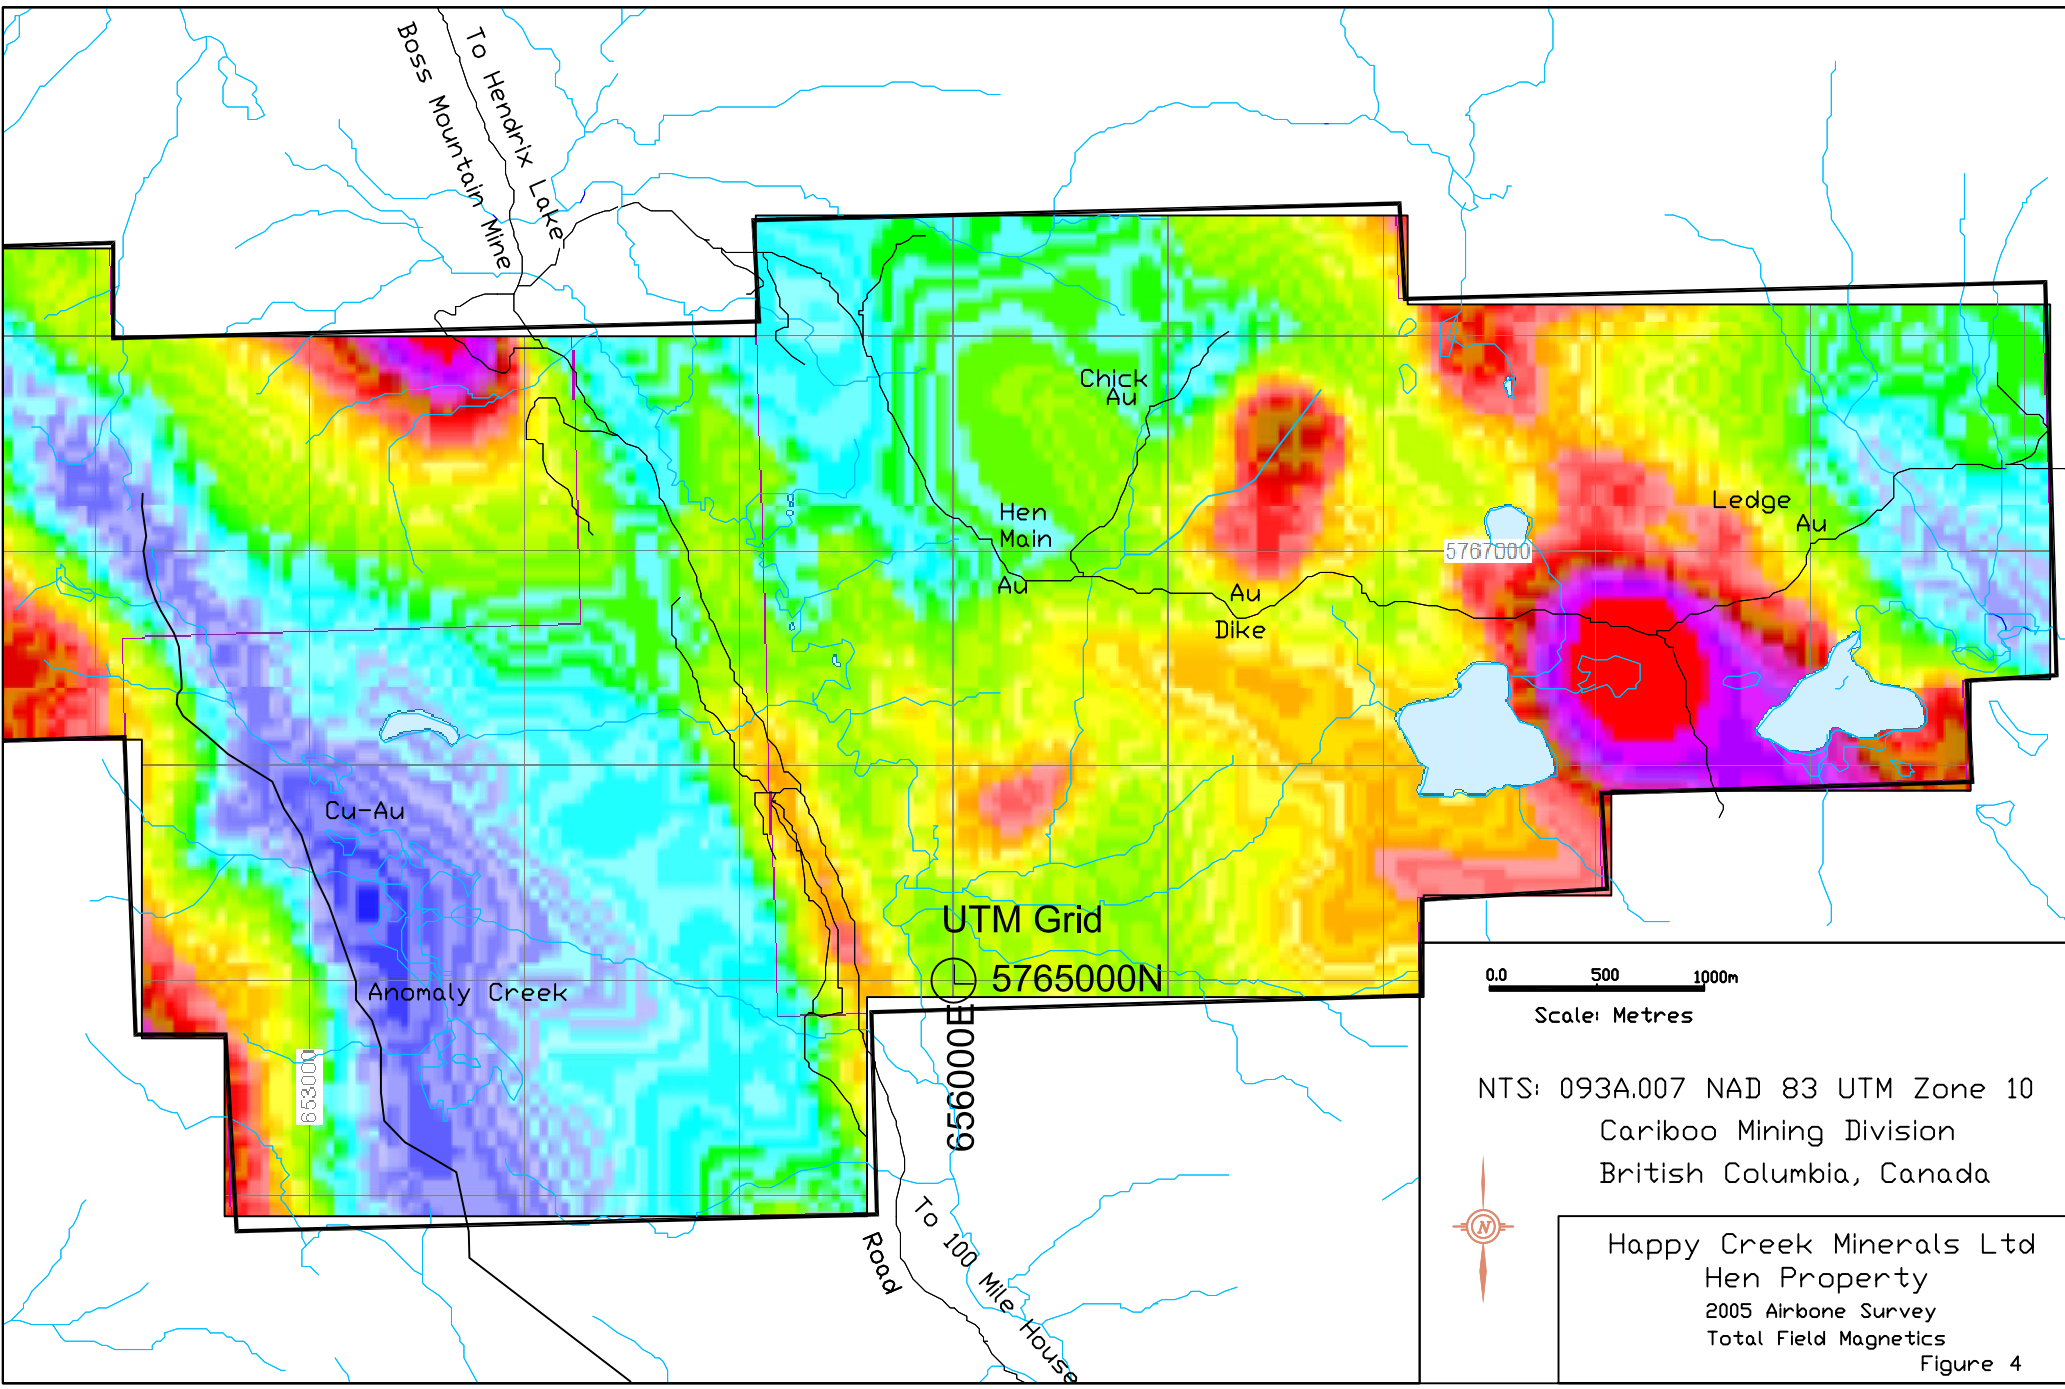 To Hendrix Lake
Boss Mountain Mine
Chick
Au
Hen
Main
Au
Au
Dike
Ledge
Au
5767000
Cu-Au
Anomaly Creek
653000
UTM Grid
5765000N
656000E
To 100 Mile House
Road
0.0 500 1000m
Scale: Metres
NTS: 093A.007 NAD 83 UTM Zone 10
Cariboo Mining Division
British Columbia, Canada
N
Happy Creek Minerals Ltd
Hen Property
2005 Airbone Survey
Total Field Magnetics
Figure 4